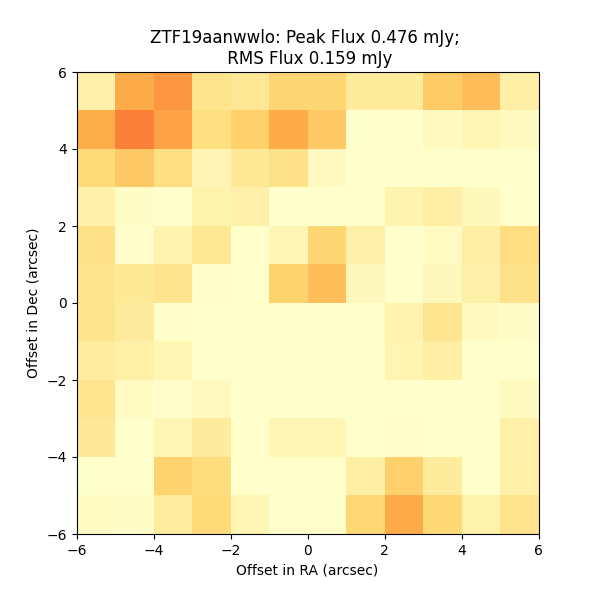 ZTF19aanwwlo: Peak Flux 0.476 mJy;
RMS Flux 0.159 mJy
6
4
2
0
−2
−4
−6
Offset in Dec (arcsec)
−6 −4 −2 0 2 4 6
Offset in RA (arcsec)